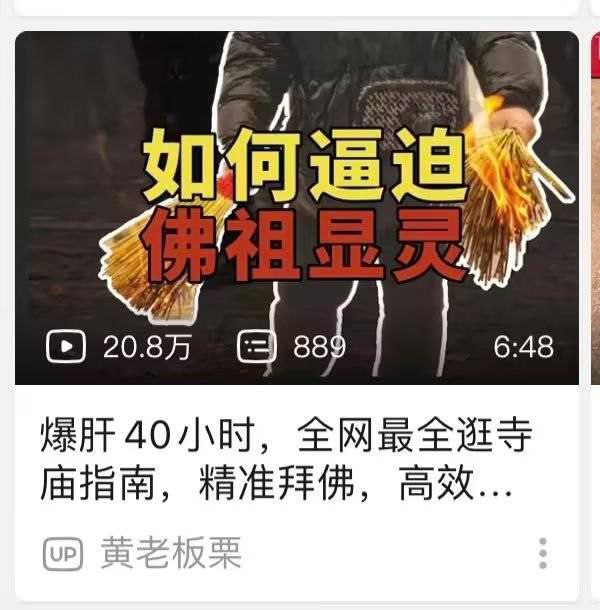 如何逼迫
佛祖显灵
20.8万 889 6:48
爆肝40小时，全网最全逛寺
庙指南，精准拜佛，高效...
UP 黄老板栗